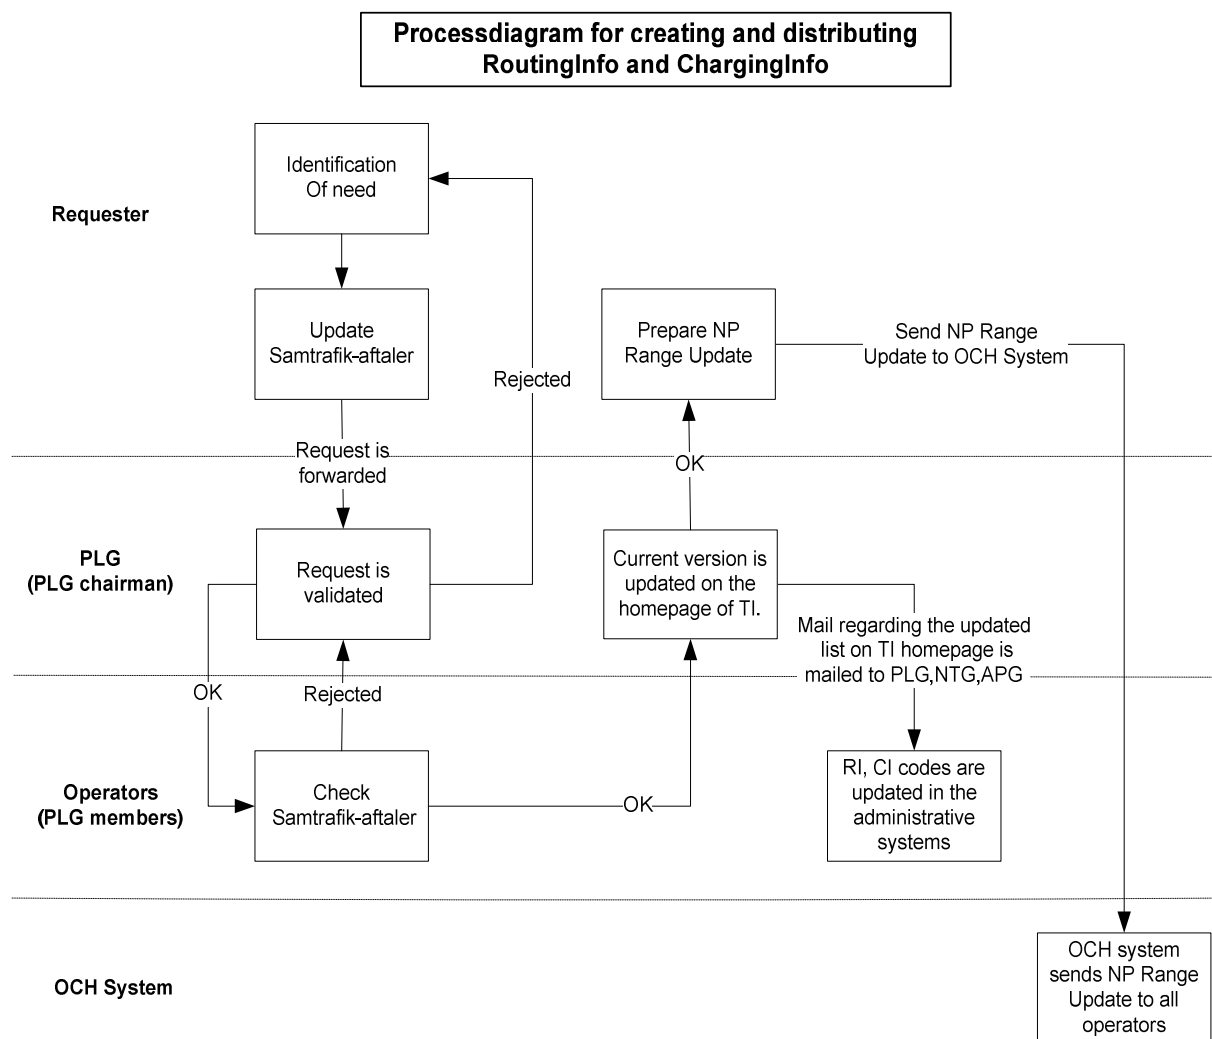 Processdiagram for creating and distributing
RoutingInfo and ChargingInfo
Requester
Identification
Of need
Update
Samtrafik-aftaler
Rejected
Prepare NP
Range Update
Send NP Range
Update to OCH System
Request is
forwarded
OK
PLG
(PLG chairman)
Request is
validated
Current version is
updated on the
homepage of TI.
Mail regarding the updated
list on TI homepage is
mailed to PLG,NTG,APG
OK
Rejected
Operators
(PLG members)
Check
Samtrafik-aftaler
OK
RI, CI codes are
updated in the
administrative
systems
OCH System
OCH system
sends NP Range
Update to all
operators